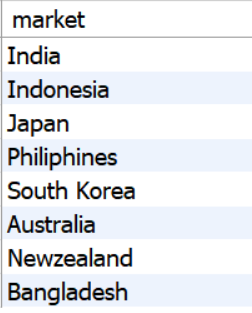 market
India
Indonesia
Japan
Philiphines
South Korea
Australia
Newzealand
Bangladesh